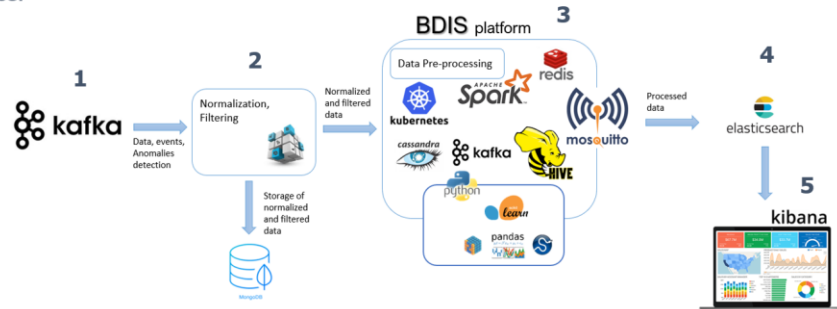 BDIS platform
3
1
2
4
Data Pre-processing
redis
Normalization,
Filtering
Normalized
and filtered
data
APACHE
Spark
kubernetes
Processed
data
kafka
Data, events,
Anomalies
detection
mosquitto
elasticsearch
cassandra
kafka
HIVE
python
5
Storage of
normalized
and filtered
data
learn
kibana
pandas
MongoDB